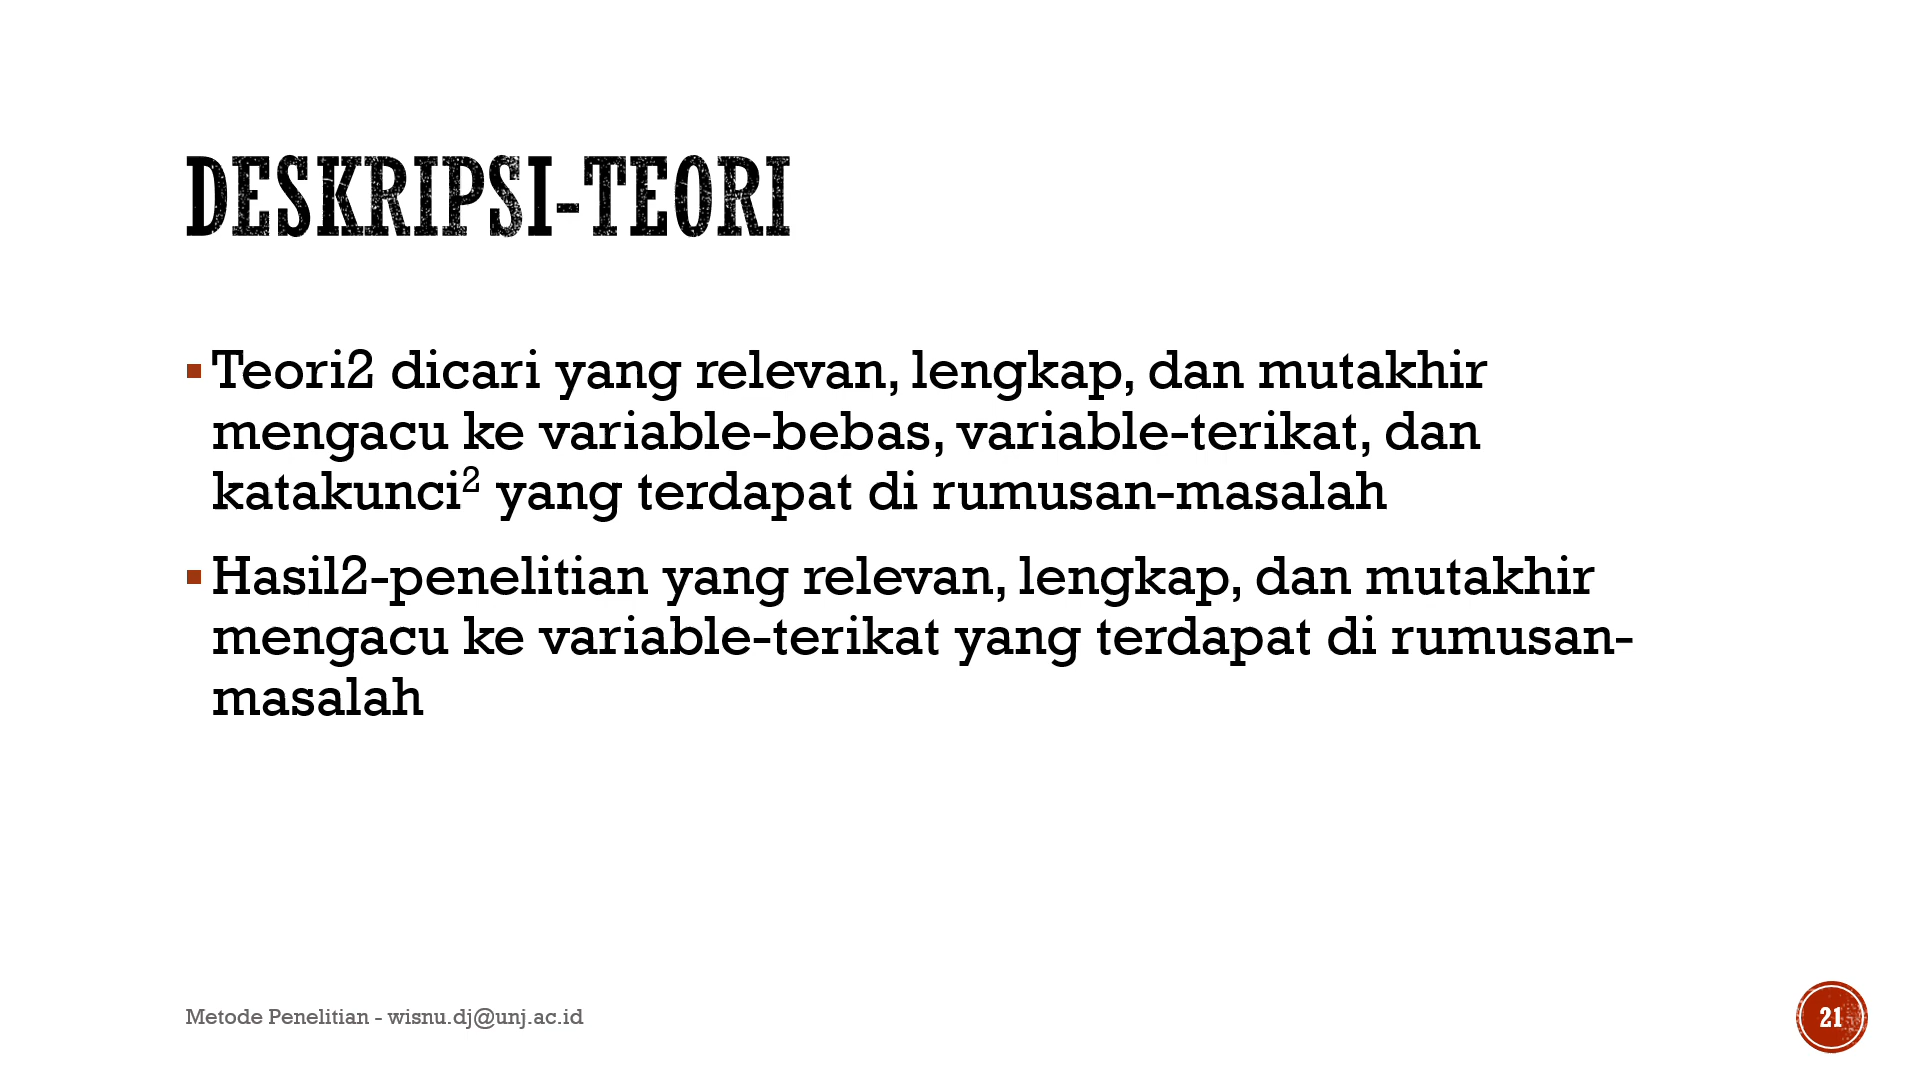 DESKRIPSI-TEORI
▪ Teori2 dicari yang relevan, lengkap, dan mutakhir
mengacu ke variable-bebas, variable-terikat, dan
katakunci² yang terdapat di rumusan-masalah
▪ Hasil2-penelitian yang relevan, lengkap, dan mutakhir
mengacu ke variable-terikat yang terdapat di rumusan-
masalah
Metode Penelitian - wisnu.dj@unj.ac.id
21